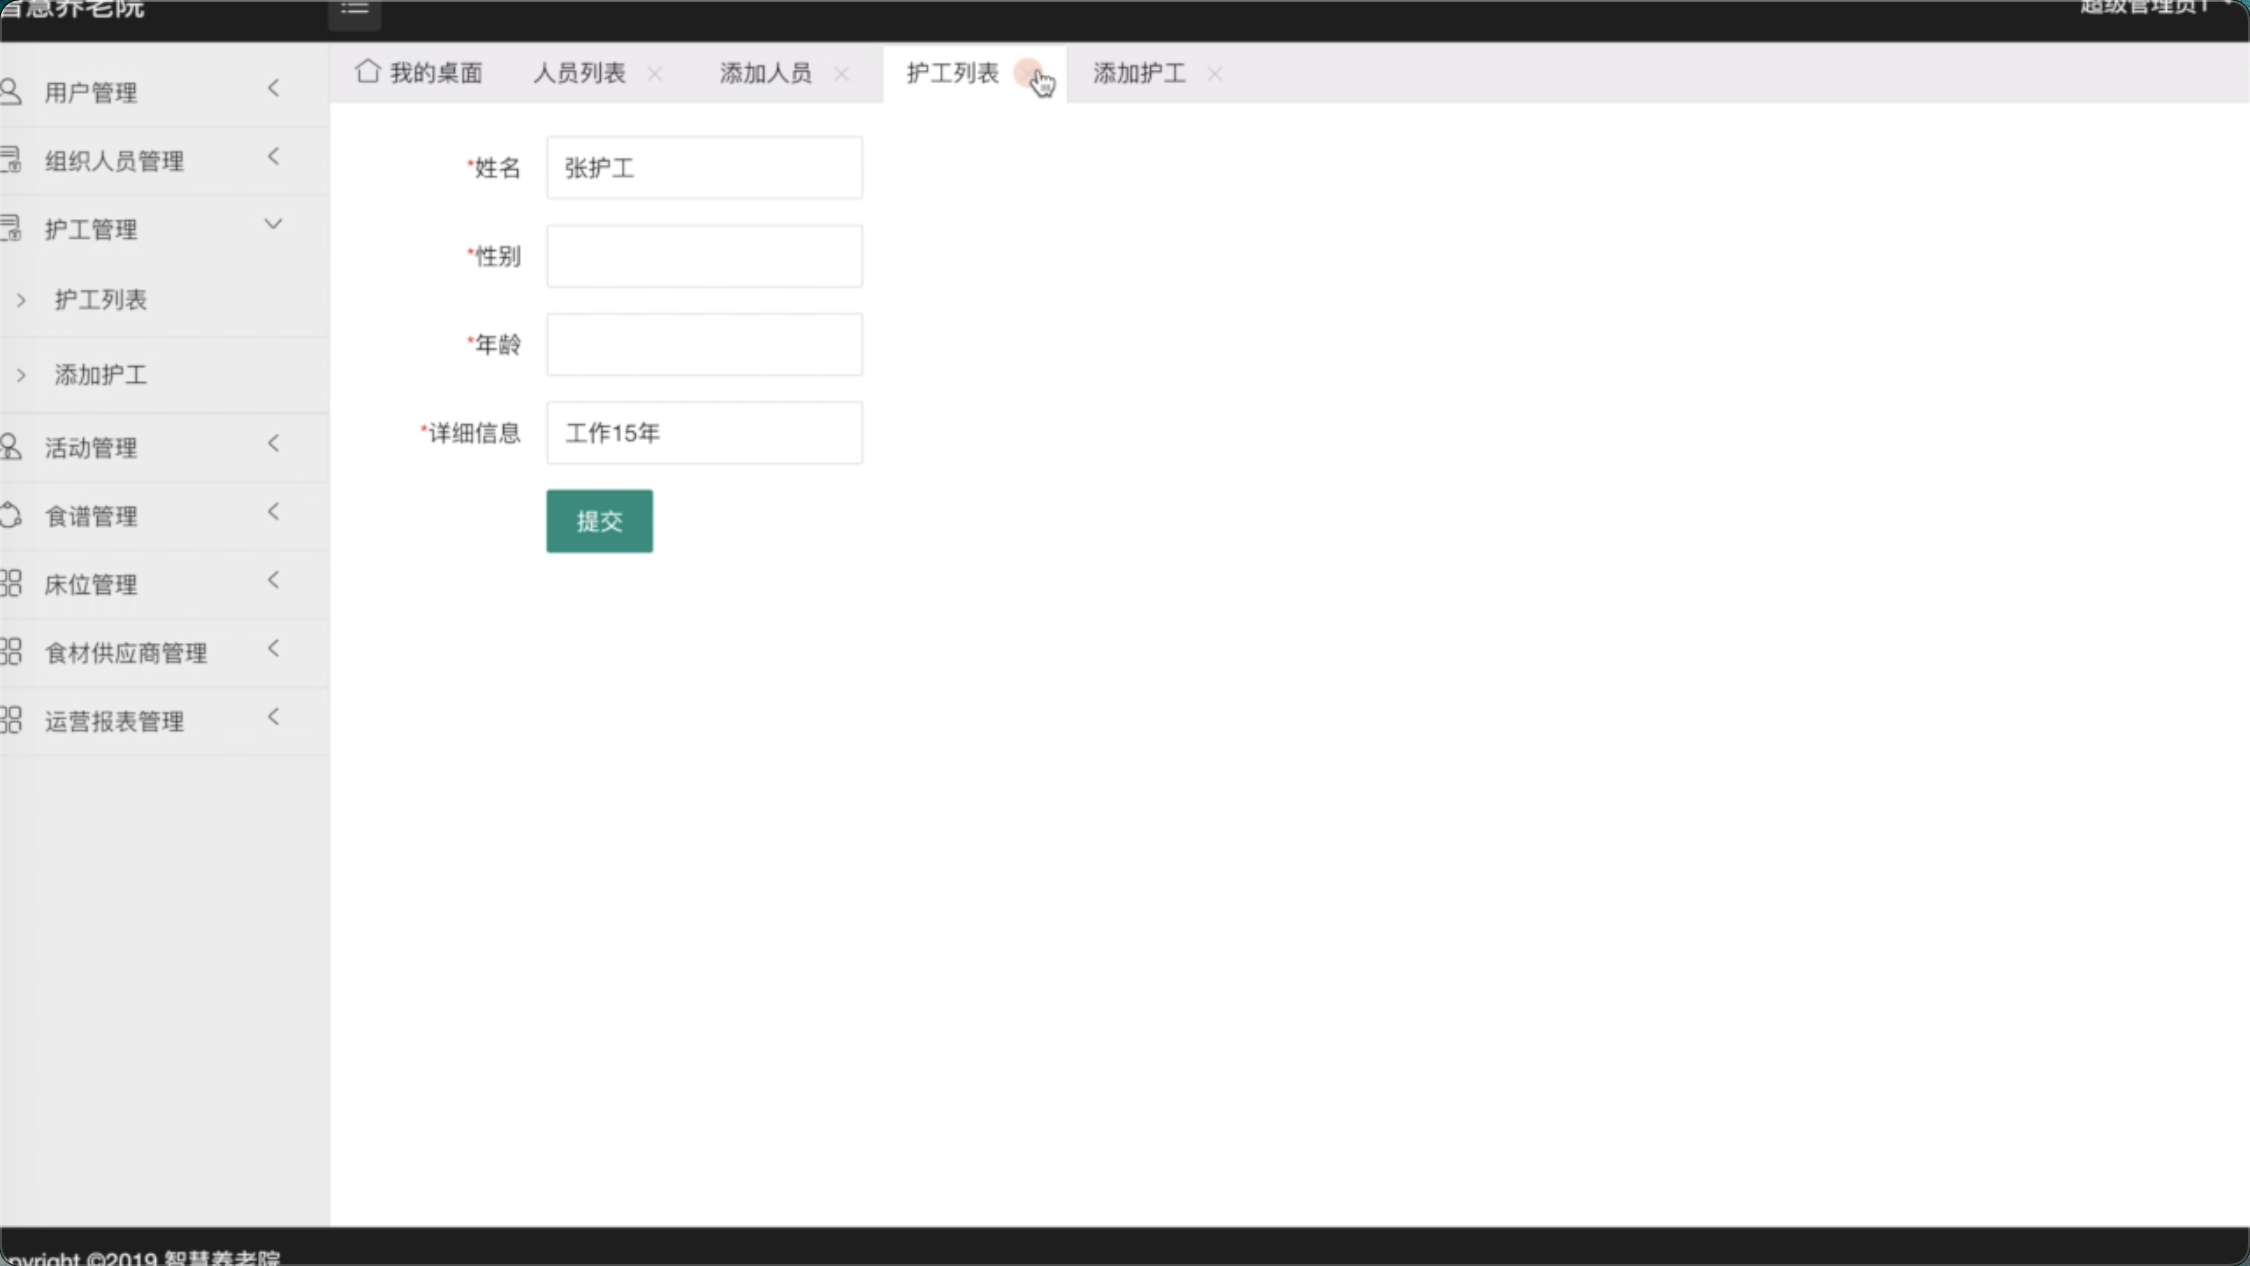 智慧养老院
超级管理员1
我的桌面
人员列表
添加人员
护工列表
添加护工
用户管理
组织人员管理
护工管理
护工列表
添加护工
活动管理
食谱管理
床位管理
食材供应商管理
运营报表管理
*姓名
张护工
*性别
*年龄
*详细信息
工作15年
提交
pyright ©2019 智慧养老院